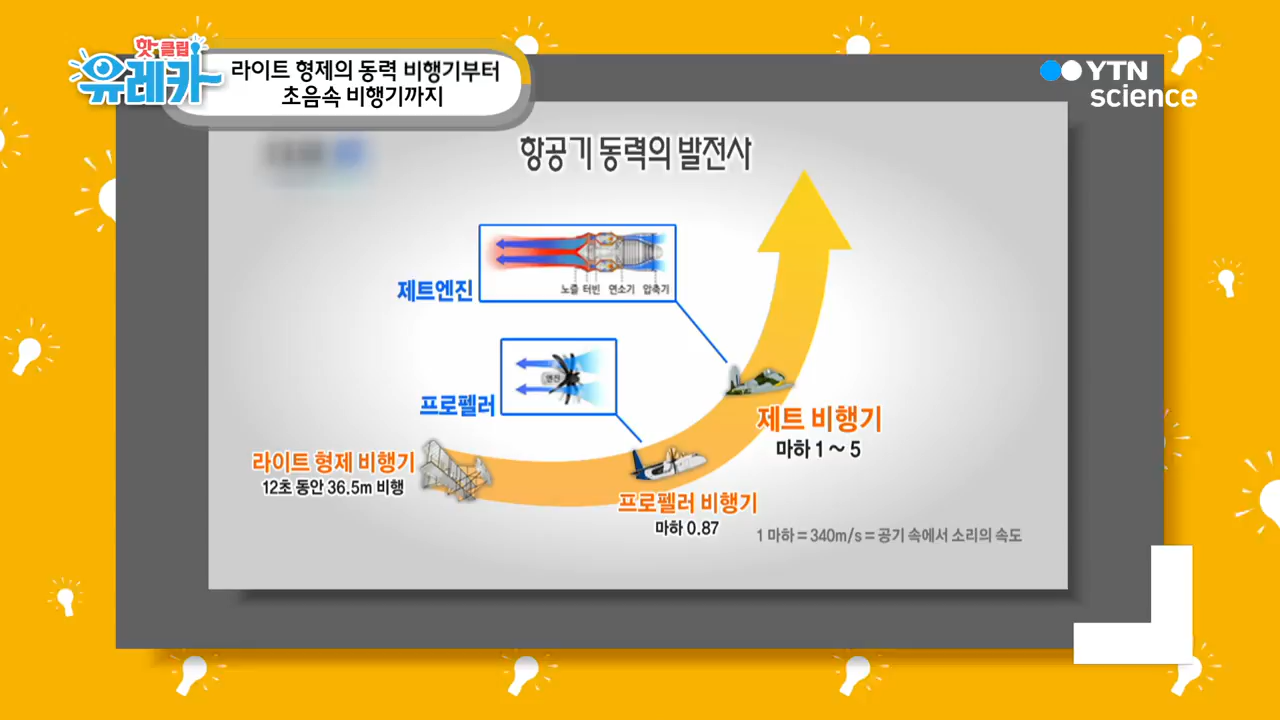 핫클립
유레카
라이트 형제의 동력 비행기부터
초음속 비행기까지
YTN
science
항공기 동력의 발전사
제트엔진
노즐 터빈 연소기 압축기
프로펠러
엔진
라이트 형제 비행기
12초 동안 36.5m 비행
프로펠러 비행기
마하 0.87
제트 비행기
마하 1 ~ 5
1 마하 = 340m/s = 공기 속에서 소리의 속도